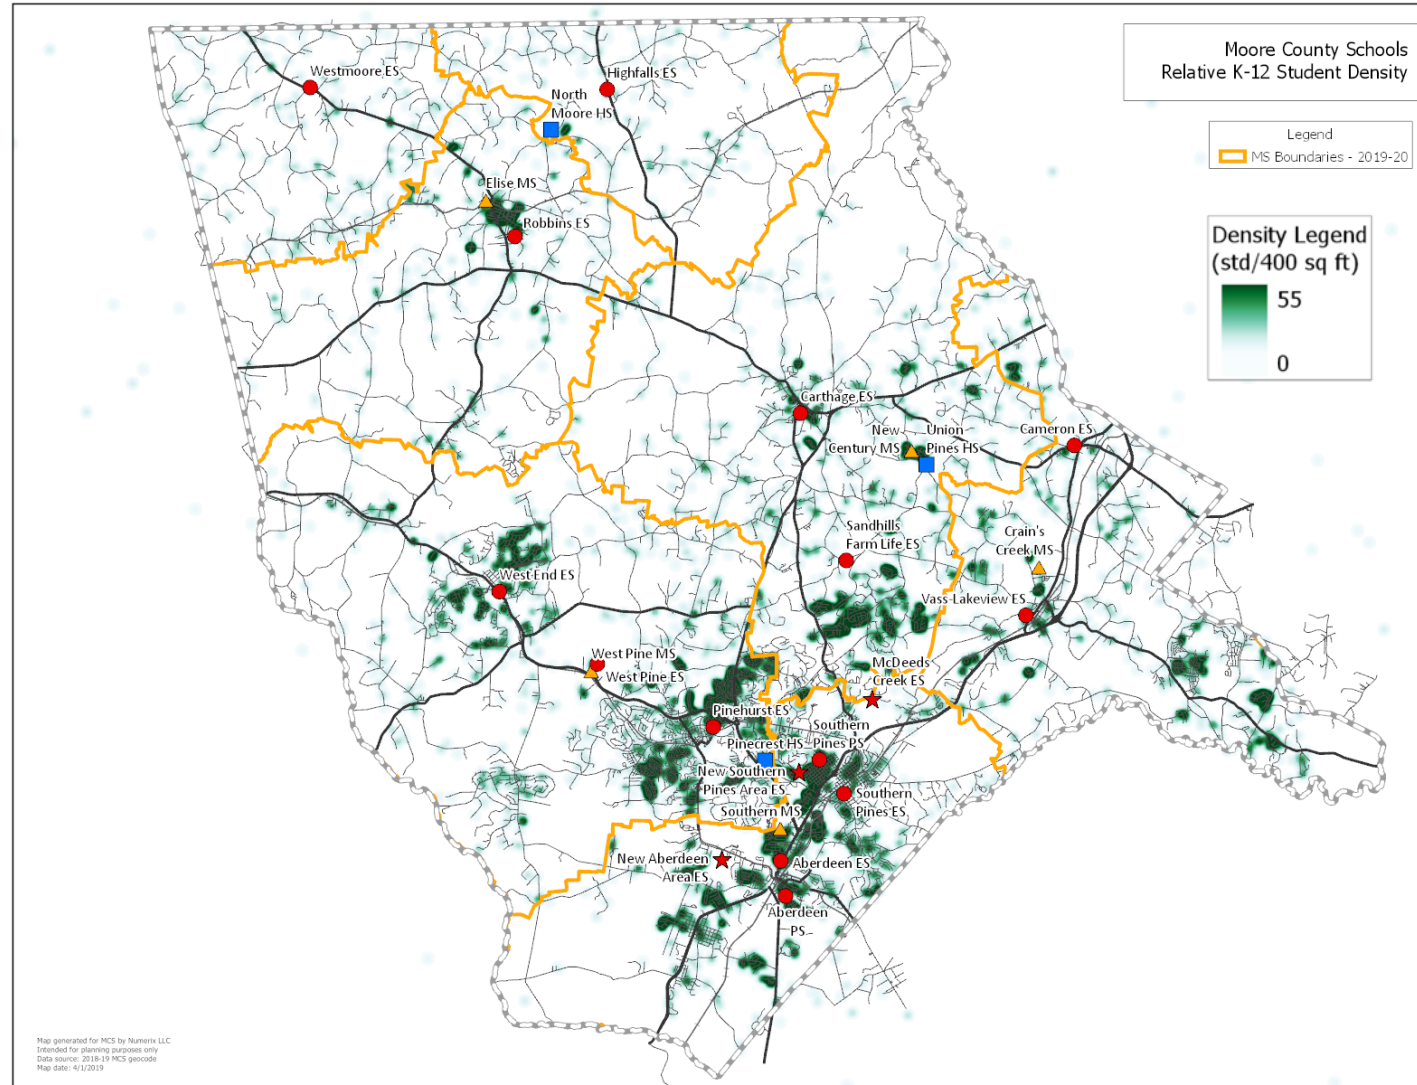 Moore County Schools
Relative K-12 Student Density
Legend
MS Boundaries - 2019-20
Density Legend
(std/400 sq ft)
55
0
Westmoore ES
Highfalls ES
North
Moore HS
Elise MS
Robbins ES
Carthage ES
New
Century MS
Union
Pines HS
Cameron ES
Sandhills
Farm Life ES
Crain's
Creek MS
West End ES
Vass-Lakeview ES
West Pine MS
West Pine ES
McDeeds
Creek ES
Pinehurst ES
Southern
Pines PS
Pinecrest HS
New Southern
Pines Area ES
Southern
Pines ES
Southern MS
New Aberdeen
Area ES
Aberdeen ES
Aberdeen
PS
Map generated for MCS by Numerix LLC
Intended for planning purposes only
Data source: 2018-19 MCS geocode
Map date: 4/1/2019